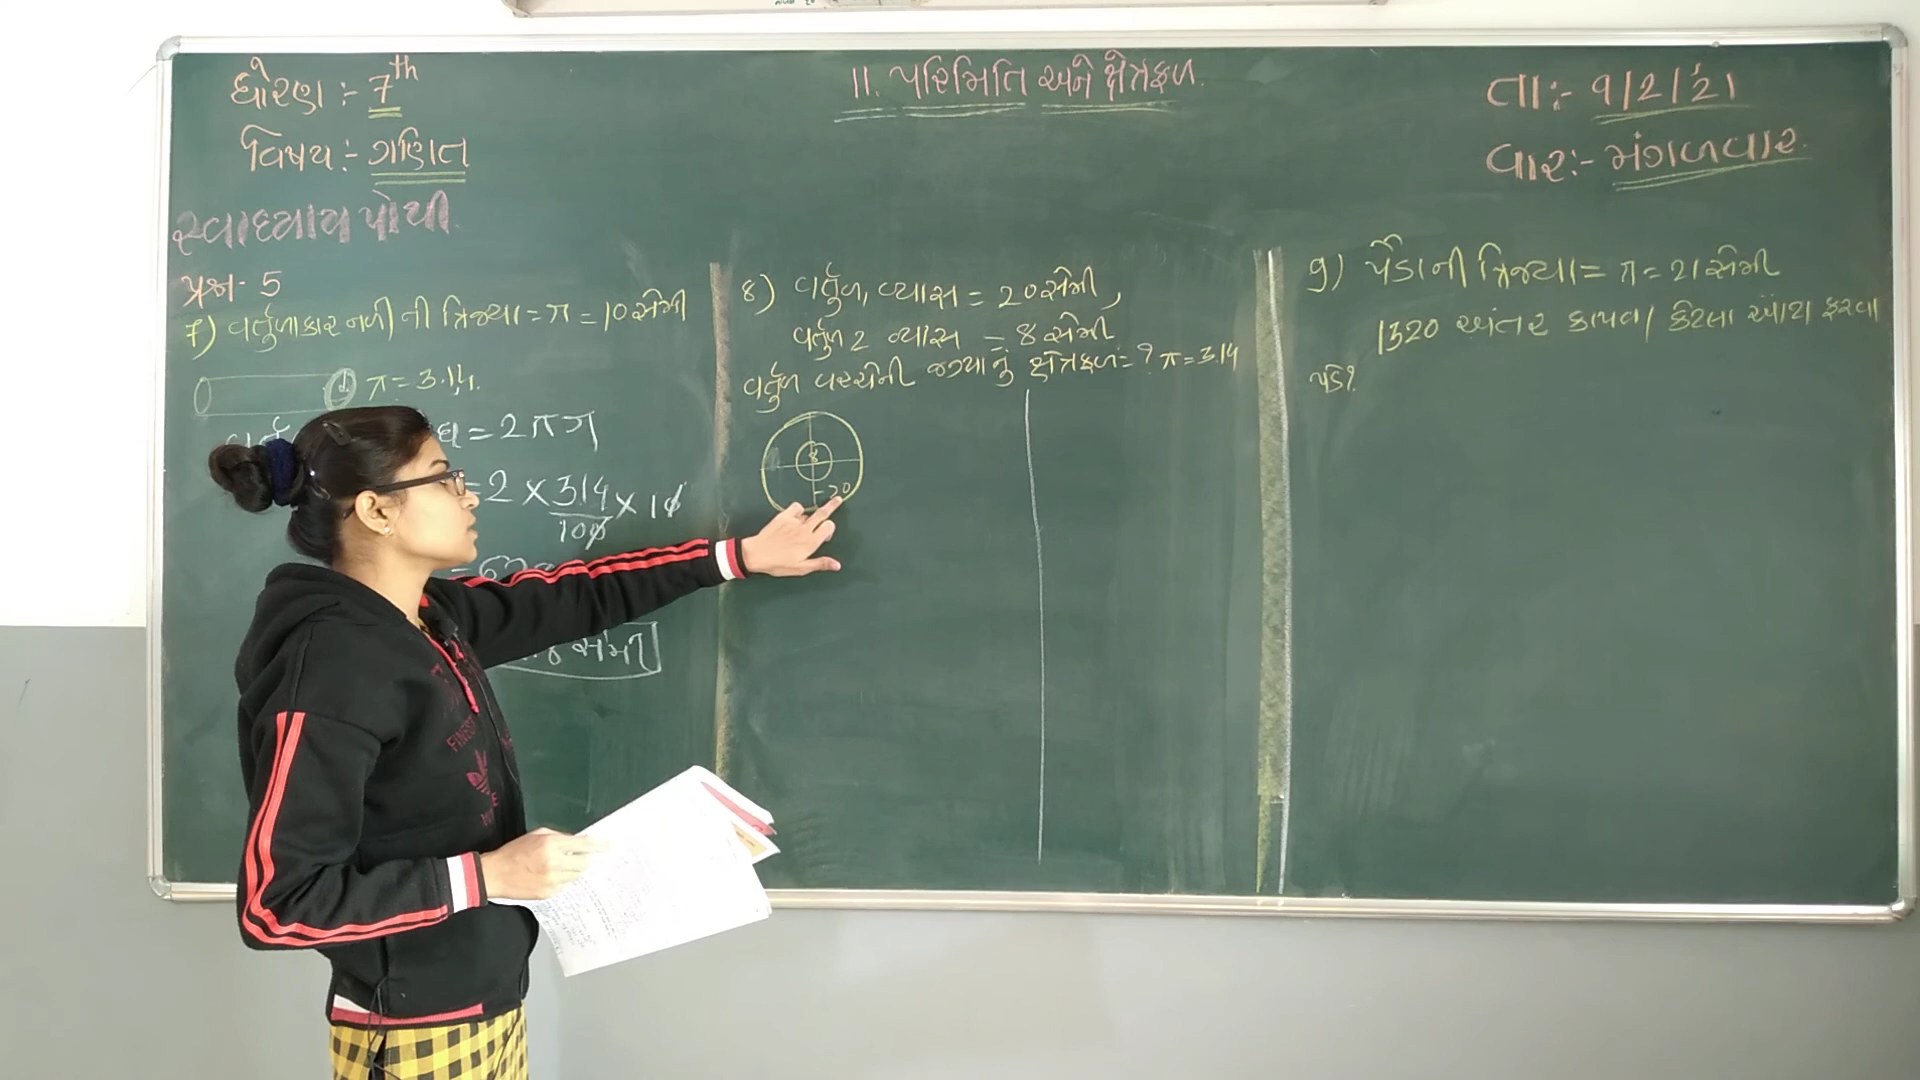 ધોરણ :- 7th
વિષય :- ગણિત
સ્વાધ્યાય પોથી.
11. પરિમિતિ અને ક્ષેત્રફળ.
તા :- 9/2/'21
વાર :- મંગળવાર.
પ્રશ્ન - 5
7) વર્તુળાકાર નળી ની ત્રિજ્યા = π = 10 સેમી
π = 3.14.
= 2πr
= 2 × 314/100 × 10
સેમી
8) વર્તુળ, વ્યાસ = 20 સેમી,
વર્તુળ 2 વ્યાસ = 8 સેમી
વર્તુળ વચ્ચેની જગ્યાનું ક્ષેત્રફળ = ? π = 3.14
8
20
9) પૈડાની ત્રિજ્યા = π = 21 સેમી
1320 અંતર કાપવા કેટલા આંટા ફરવા
પડે?